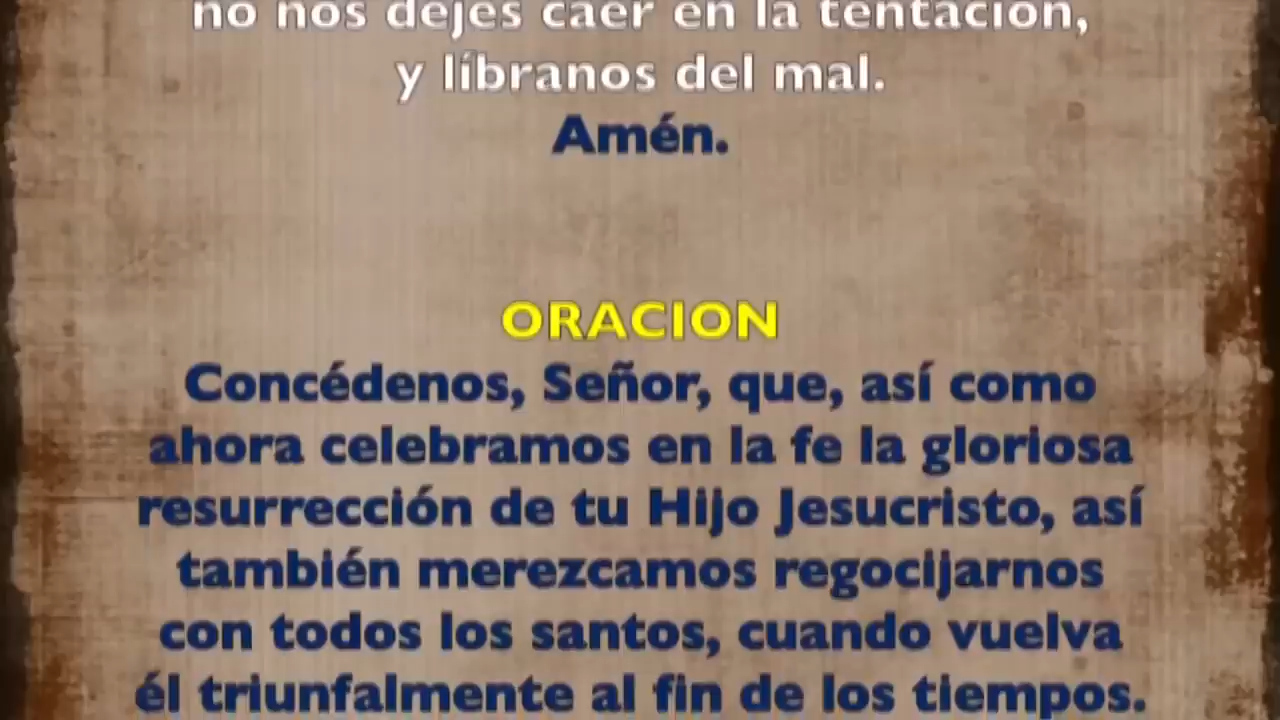 no nos dejes caer en la tentación,
y líbranos del mal.
Amén.
ORACION
Concédenos, Señor, que, así como
ahora celebramos en la fe la gloriosa
resurrección de tu Hijo Jesucristo, así
también merezcamos regocijarnos
con todos los santos, cuando vuelva
él triunfalmente al fin de los tiempos.